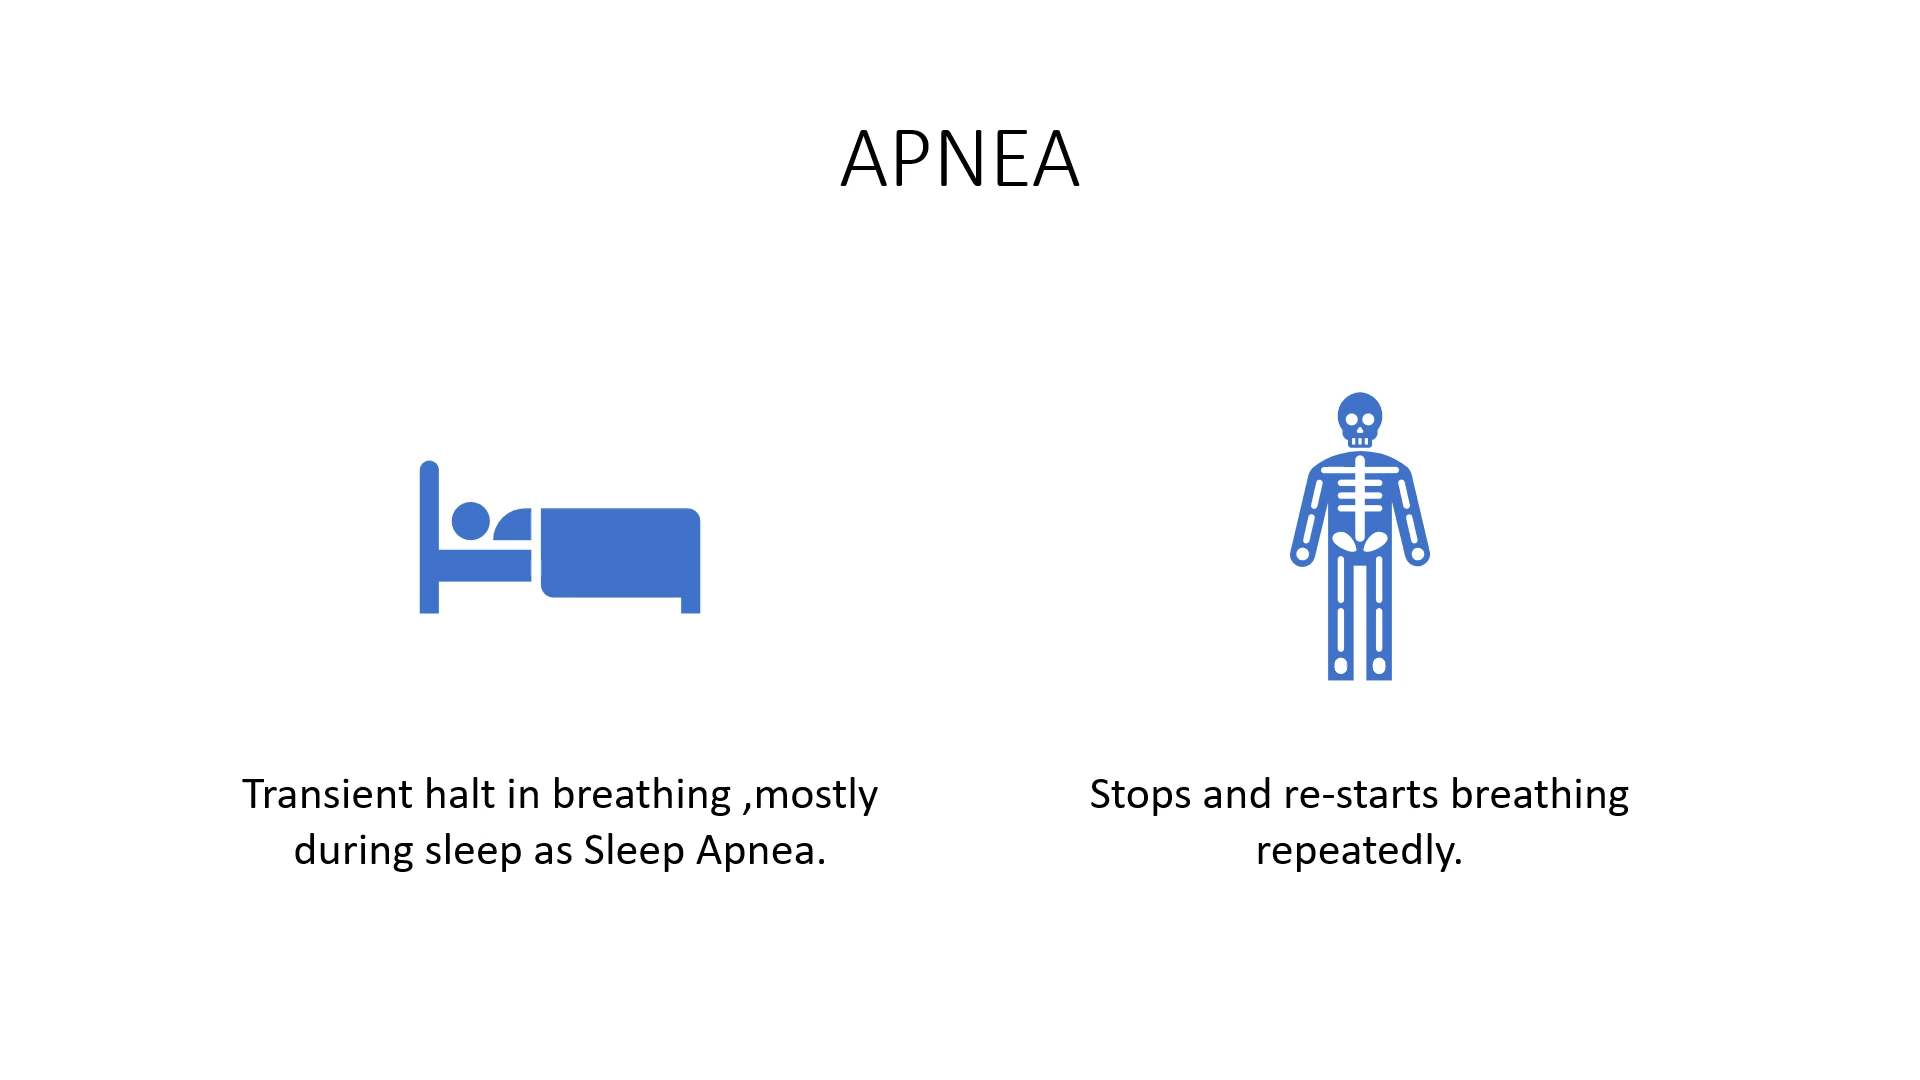 APNEA
Transient halt in breathing ,mostly
during sleep as Sleep Apnea.
Stops and re-starts breathing
repeatedly.